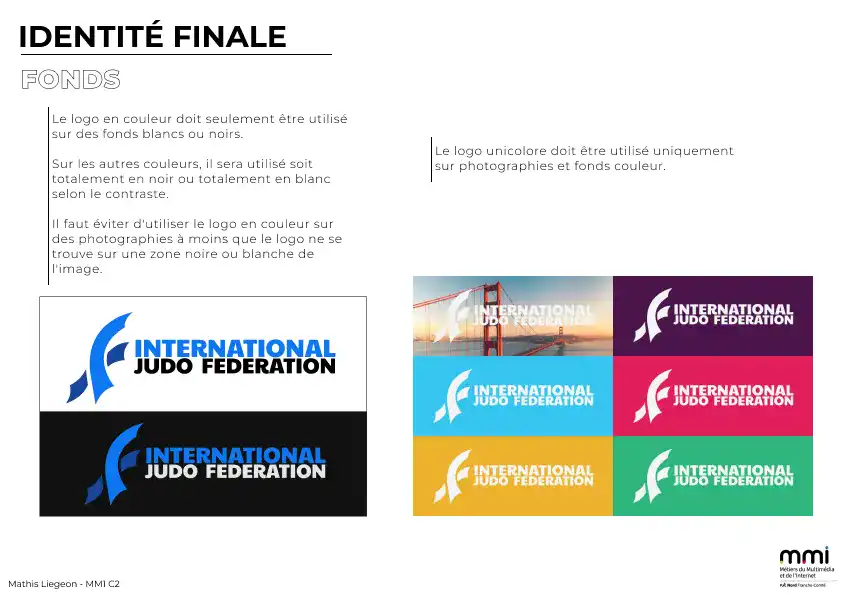 IDENTITÉ FINALE
FONDS
Le logo en couleur doit seulement être utilisé
sur des fonds blancs ou noirs.
Sur les autres couleurs, il sera utilisé soit
totalement en noir ou totalement en blanc
selon le contraste.
Il faut éviter d'utiliser le logo en couleur sur
des photographies à moins que le logo ne se
trouve sur une zone noire ou blanche de
l'image.
Le logo unicolore doit être utilisé uniquement
sur photographies et fonds couleur.
INTERNATIONAL
JUDO FEDERATION
INTERNATIONAL
JUDO FEDERATION
INTERNATIONAL
JUDO FEDERATION
INTERNATIONAL
JUDO FEDERATION
INTERNATIONAL
JUDO FEDERATION
INTERNATIONAL
JUDO FEDERATION
INTERNATIONAL
JUDO FEDERATION
INTERNATIONAL
JUDO FEDERATION
mmi
Métiers du Multimédia
et de l'Internet
Nord Franche-Comté
Mathis Liegeon - MM1 C2